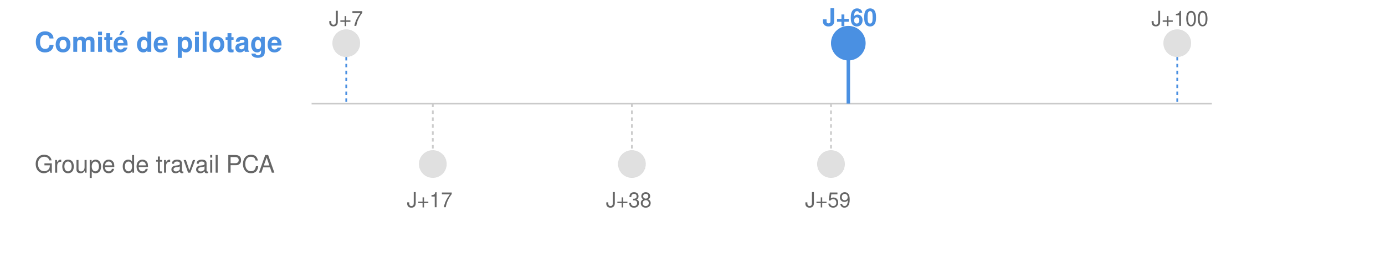 J+7 J+60 J+100
Comité de pilotage
Groupe de travail PCA
J+17 J+38 J+59